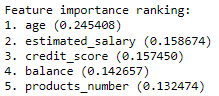 Feature importance ranking:
1. age (0.245408)
2. estimated_salary (0.158674)
3. credit_score (0.157450)
4. balance (0.142657)
5. products_number (0.132474)